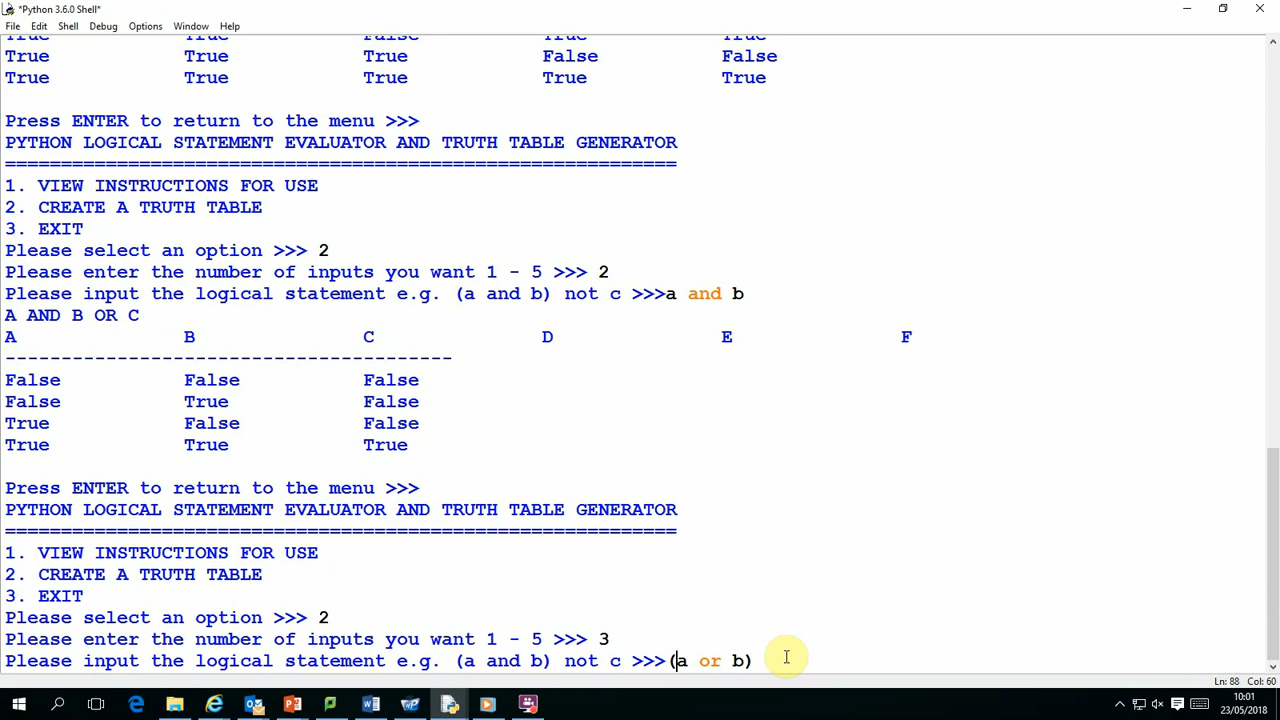 *Python 3.6.0 Shell*
File Edit Shell Debug Options Window Help
True True False True True
True True True False False
True True True True True
Press ENTER to return to the menu >>>
PYTHON LOGICAL STATEMENT EVALUATOR AND TRUTH TABLE GENERATOR
============================================================
1. VIEW INSTRUCTIONS FOR USE
2. CREATE A TRUTH TABLE
3. EXIT
Please select an option >>> 2
Please enter the number of inputs you want 1 - 5 >>> 2
Please input the logical statement e.g. (a and b) not c >>>a and b
A AND B OR C
A B C D E F
----------------------------------------
False False False
False True False
True False False
True True True
Press ENTER to return to the menu >>>
PYTHON LOGICAL STATEMENT EVALUATOR AND TRUTH TABLE GENERATOR
============================================================
1. VIEW INSTRUCTIONS FOR USE
2. CREATE A TRUTH TABLE
3. EXIT
Please select an option >>> 2
Please enter the number of inputs you want 1 - 5 >>> 3
Please input the logical statement e.g. (a and b) not c >>>(a or b)
Ln: 88 Col: 60
10:01
23/05/2018